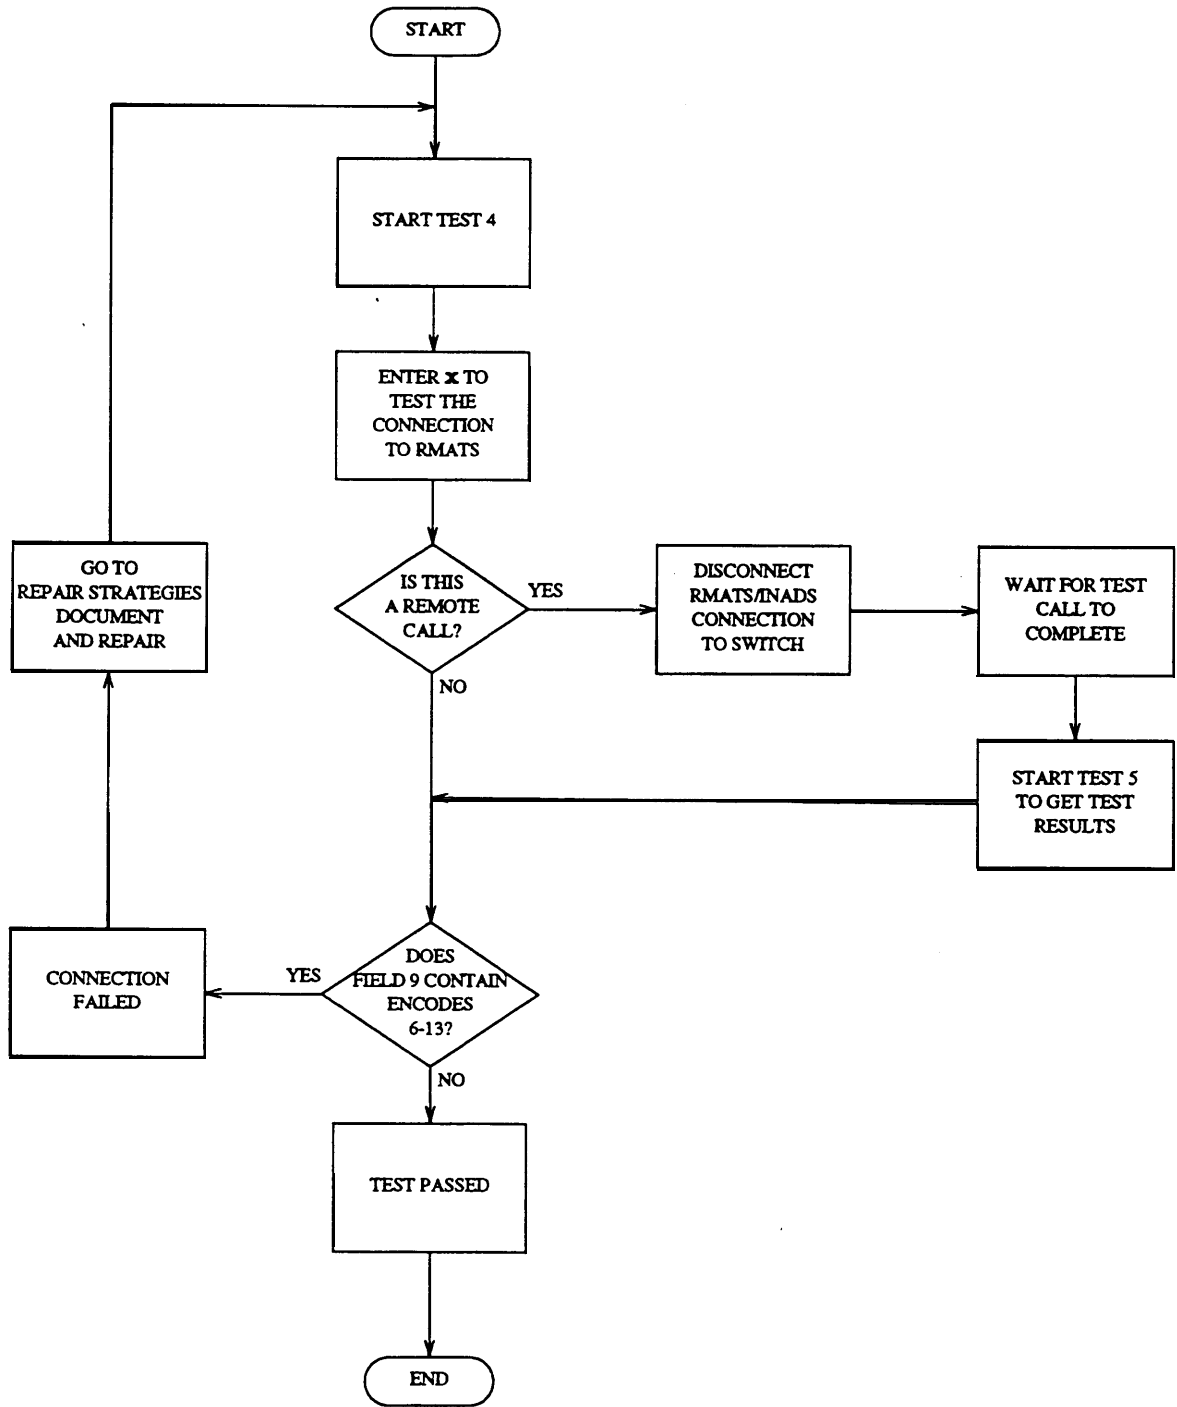 START
START TEST 4
ENTER x TO
TEST THE
CONNECTION
TO RMATS
IS THIS
A REMOTE
CALL?
YES
NO
DISCONNECT
RMATS/INADS
CONNECTION
TO SWITCH
WAIT FOR TEST
CALL TO
COMPLETE
START TEST 5
TO GET TEST
RESULTS
DOES
FIELD 9 CONTAIN
ENCODES
6-13?
YES
NO
CONNECTION
FAILED
GO TO
REPAIR STRATEGIES
DOCUMENT
AND REPAIR
TEST PASSED
END